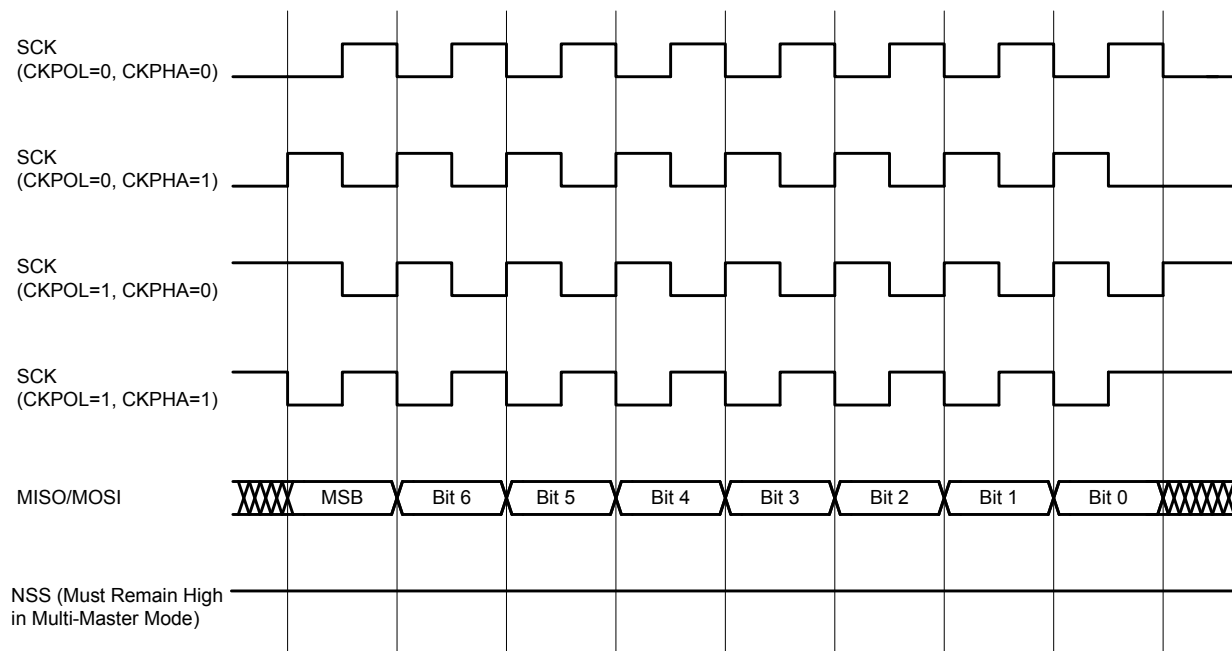 SCK
(CKPOL=0, CKPHA=0)
SCK
(CKPOL=0, CKPHA=1)
SCK
(CKPOL=1, CKPHA=0)
SCK
(CKPOL=1, CKPHA=1)
MISO/MOSI
MSB Bit 6 Bit 5 Bit 4 Bit 3 Bit 2 Bit 1 Bit 0
NSS (Must Remain High
in Multi-Master Mode)